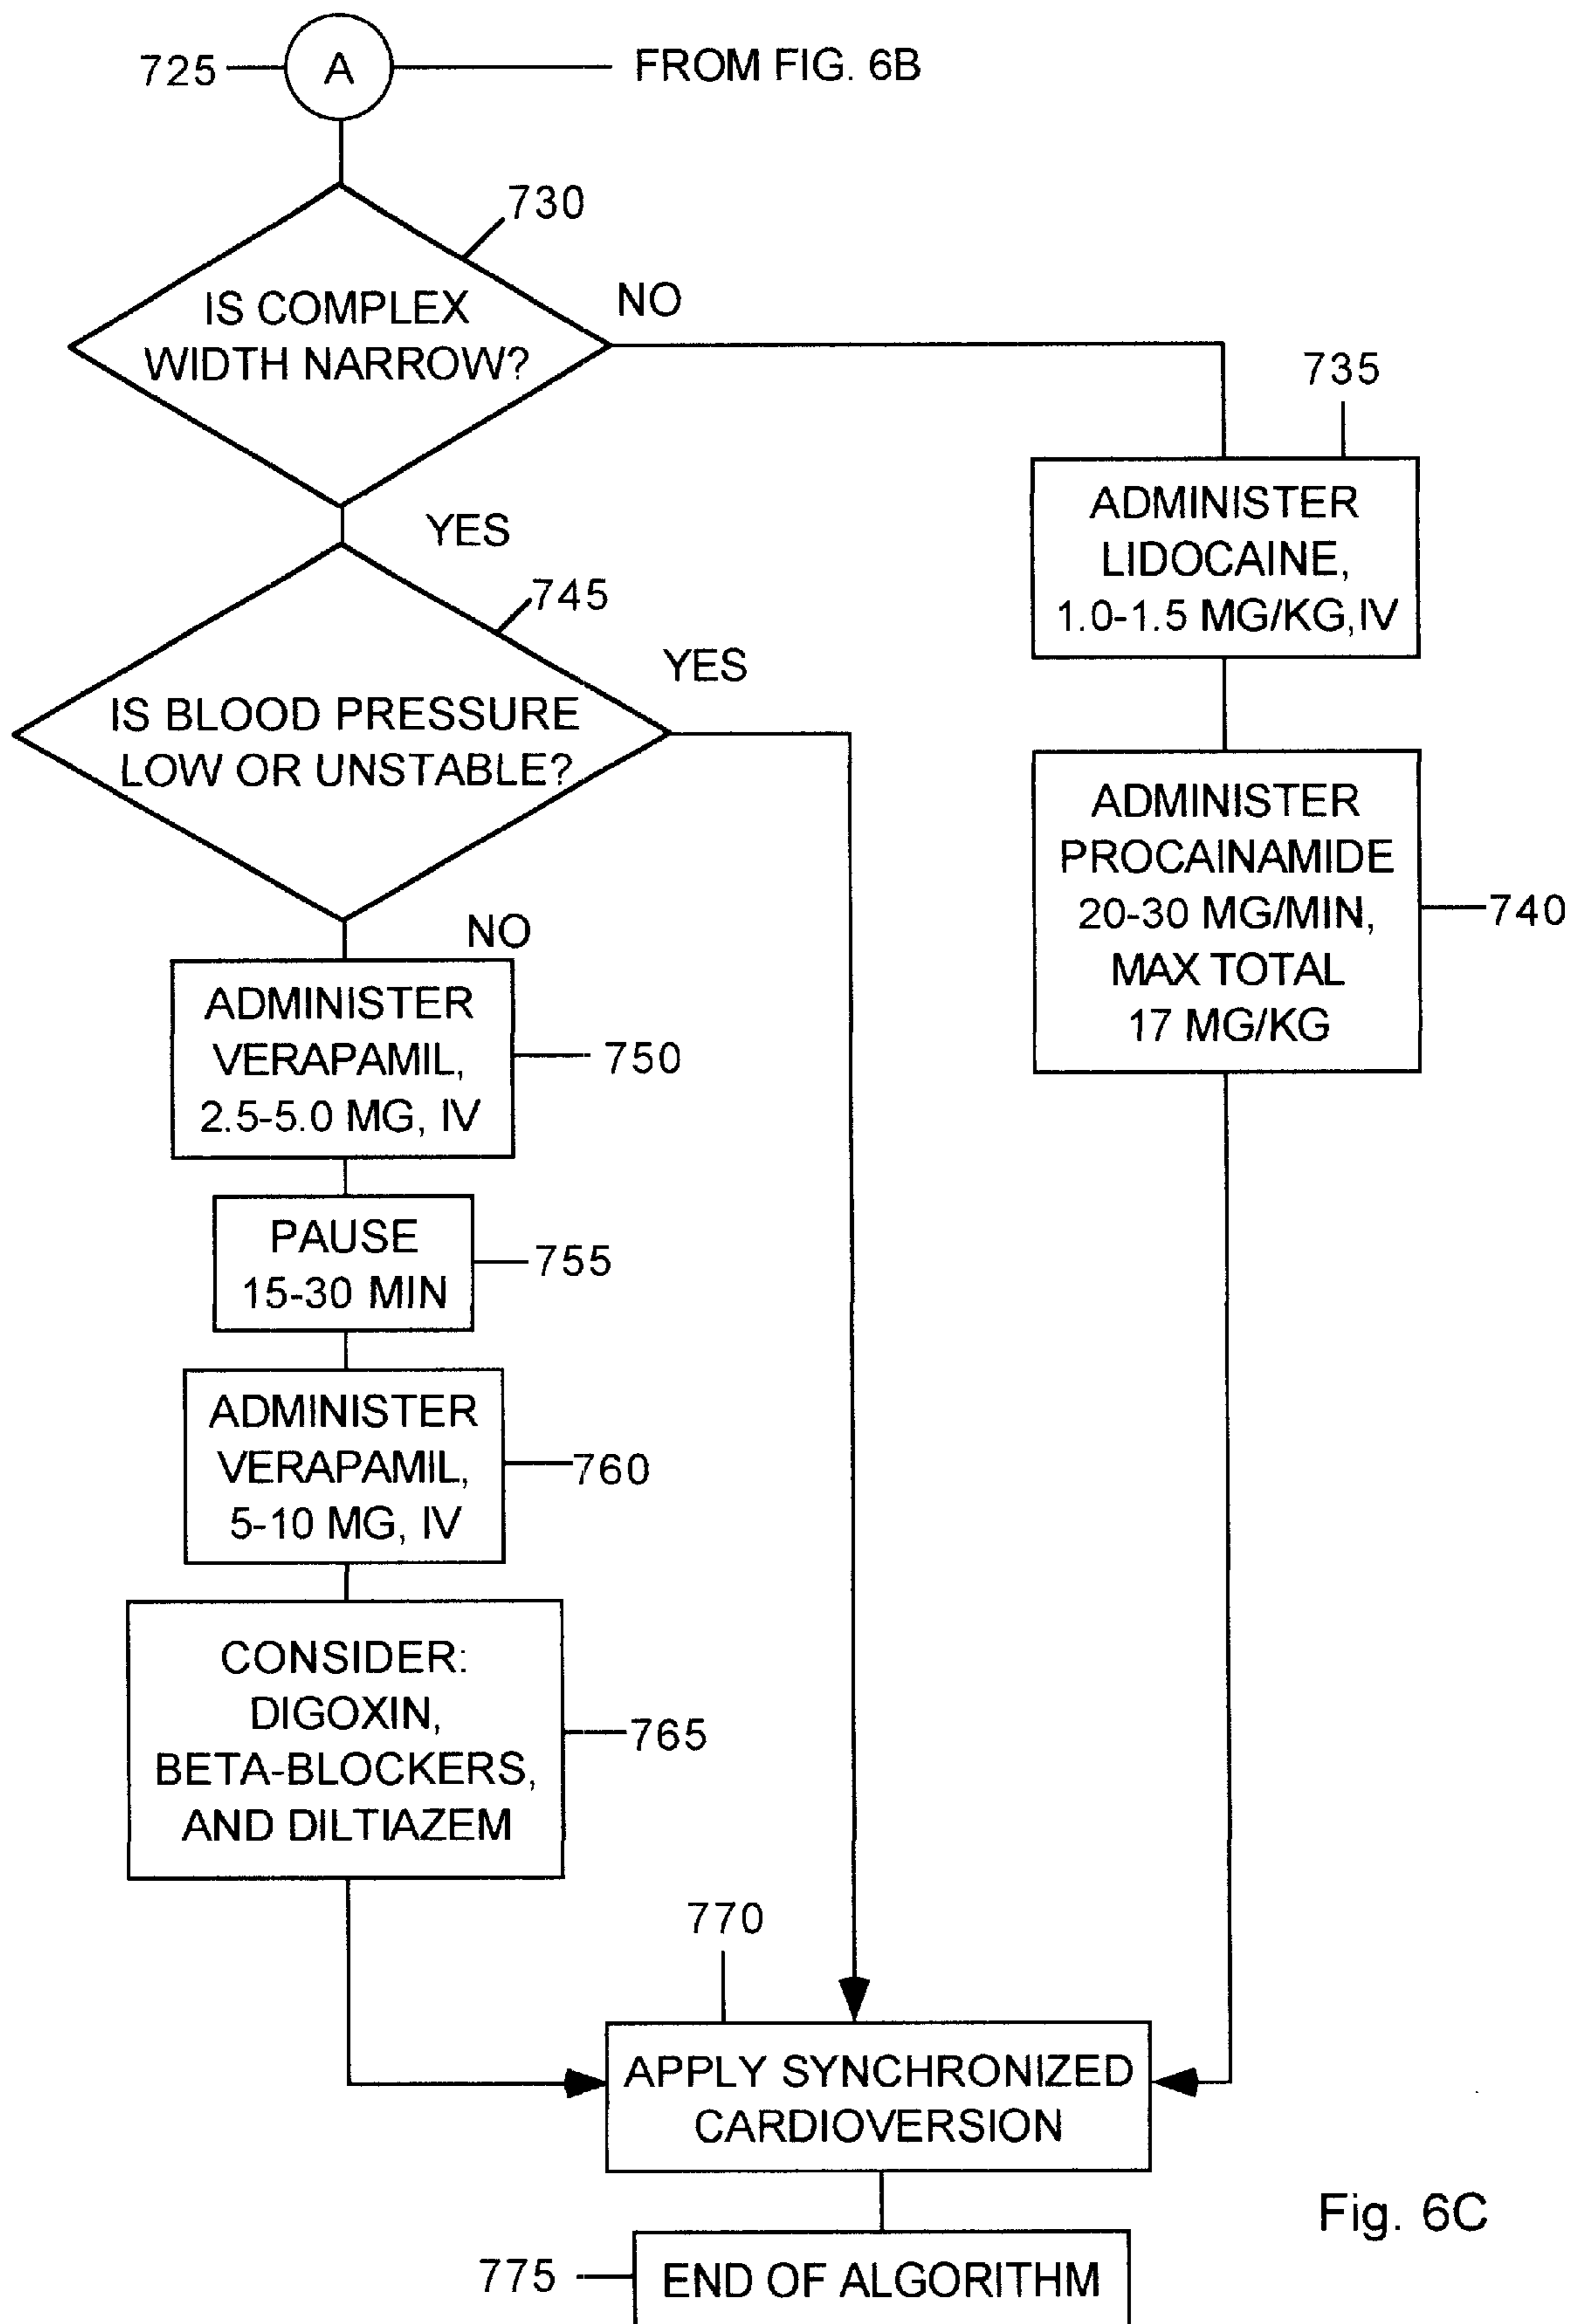 725
A
FROM FIG. 6B
730
IS COMPLEX
WIDTH NARROW?
NO
YES
735
ADMINISTER
LIDOCAINE,
1.0-1.5 MG/KG,IV
745
IS BLOOD PRESSURE
LOW OR UNSTABLE?
YES
NO
ADMINISTER
PROCAINAMIDE
20-30 MG/MIN,
MAX TOTAL
17 MG/KG
740
ADMINISTER
VERAPAMIL,
2.5-5.0 MG, IV
750
PAUSE
15-30 MIN
755
ADMINISTER
VERAPAMIL,
5-10 MG, IV
760
CONSIDER:
DIGOXIN,
BETA-BLOCKERS,
AND DILTIAZEM
765
770
APPLY SYNCHRONIZED
CARDIOVERSION
Fig. 6C
775
END OF ALGORITHM